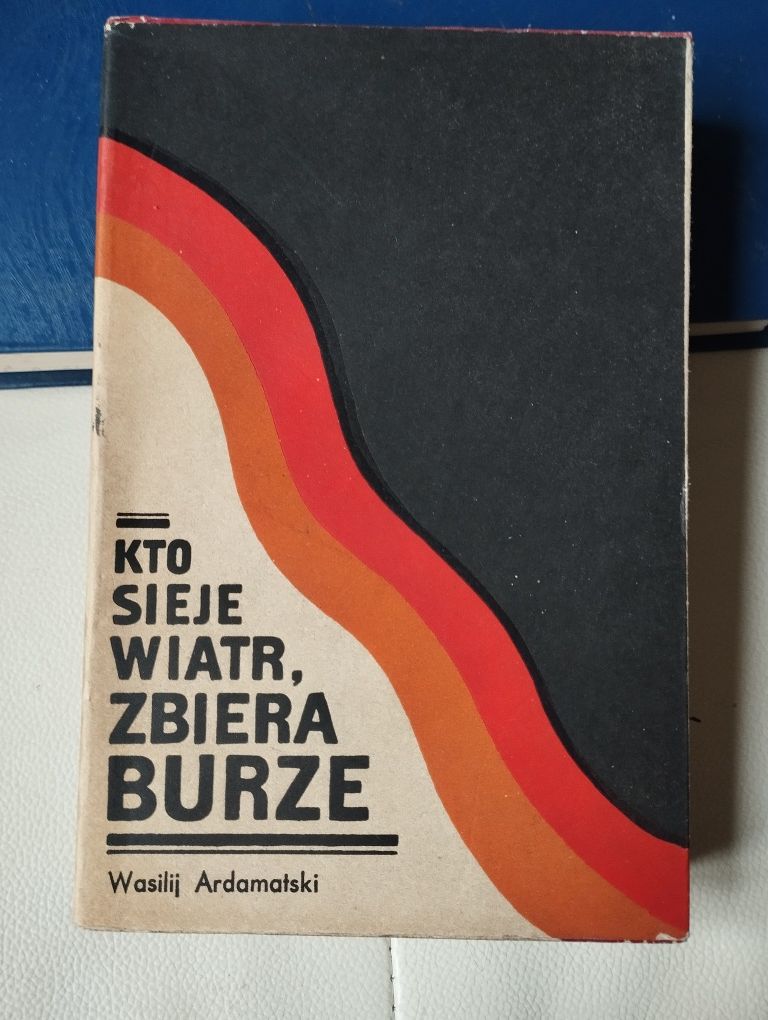 KTO
SIEJE
WIATR,
ZBIERA
BURZE
Wasilij Ardamatski